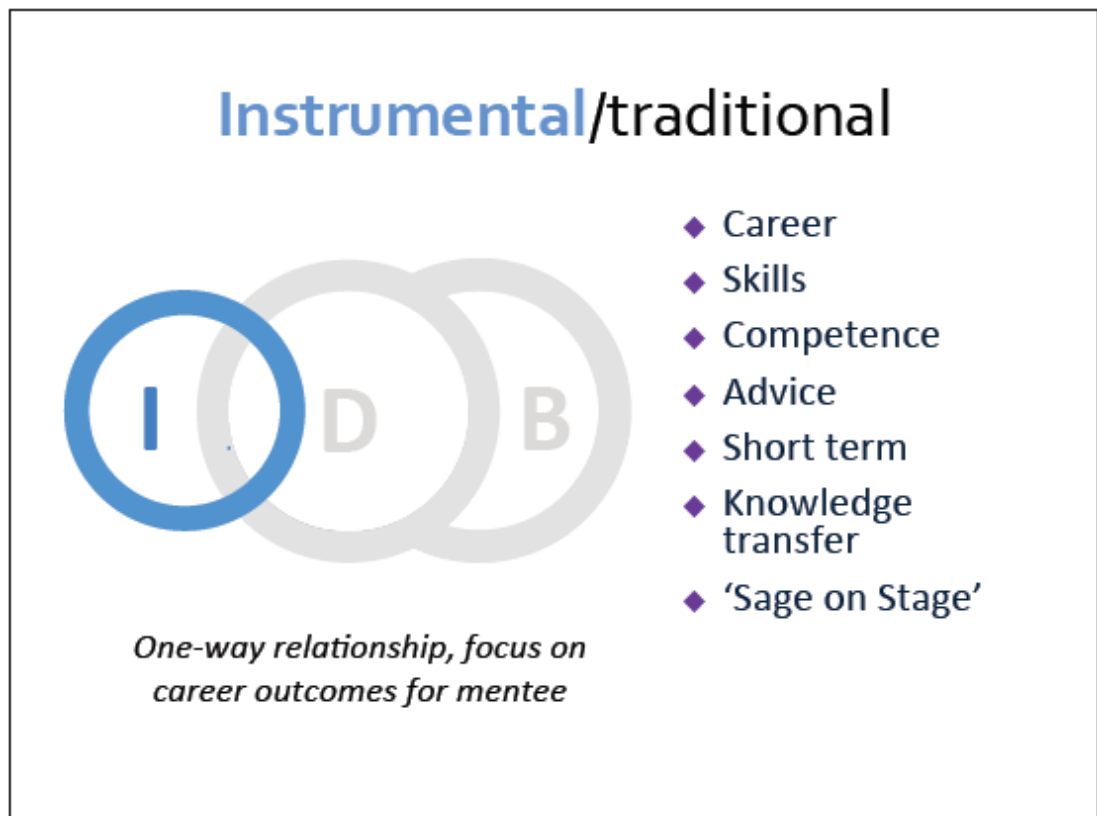 Instrumental/traditional
I
D
B
One-way relationship, focus on
career outcomes for mentee
◆ Career
◆ Skills
◆ Competence
◆ Advice
◆ Short term
◆ Knowledge
transfer
◆ ‘Sage on Stage’